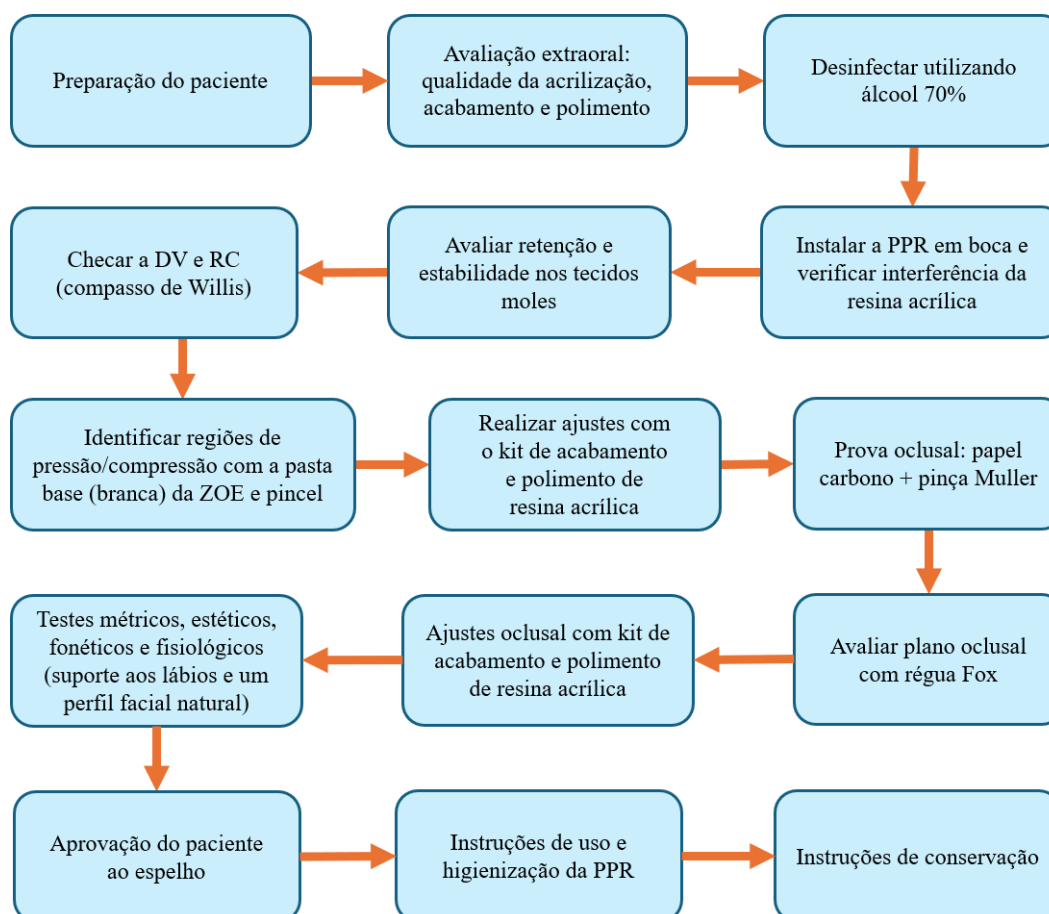 Preparação do paciente
Avaliação extraoral:
qualidade da acrilização,
acabamento e polimento
Desinfectar utilizando
álcool 70%
Instalar a PPR em boca e
verificar interferência da
resina acrílica
Avaliar retenção e
estabilidade nos tecidos
moles
Checar a DV e RC
(compasso de Willis)
Identificar regiões de
pressão/compressão com a pasta
base (branca) da ZOE e pincel
Realizar ajustes com
o kit de acabamento
e polimento de
resina acrílica
Prova oclusal: papel
carbono + pinça Muller
Avaliar plano oclusal
com régua Fox
Ajustes oclusal com kit de
acabamento e polimento
de resina acrílica
Testes métricos, estéticos,
fonéticos e fisiológicos
(suporte aos lábios e um
perfil facial natural)
Aprovação do paciente
ao espelho
Instruções de uso e
higienização da PPR
Instruções de conservação